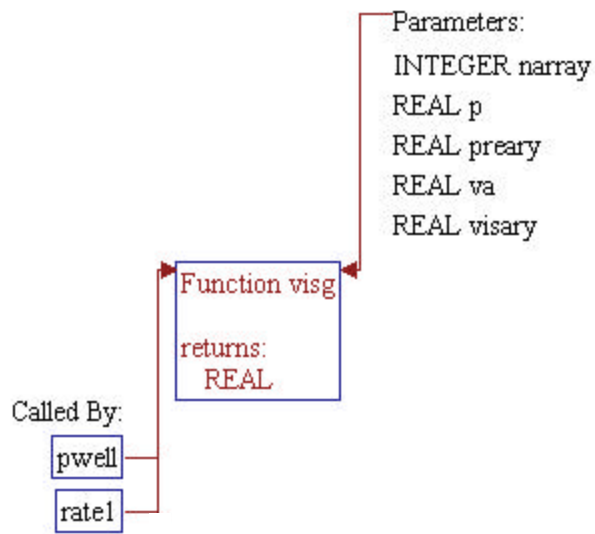 Parameters:
INTEGER narray
REAL p
REAL preary
REAL va
REAL visary
Function visg
returns:
REAL
Called By:
pwell
rate1